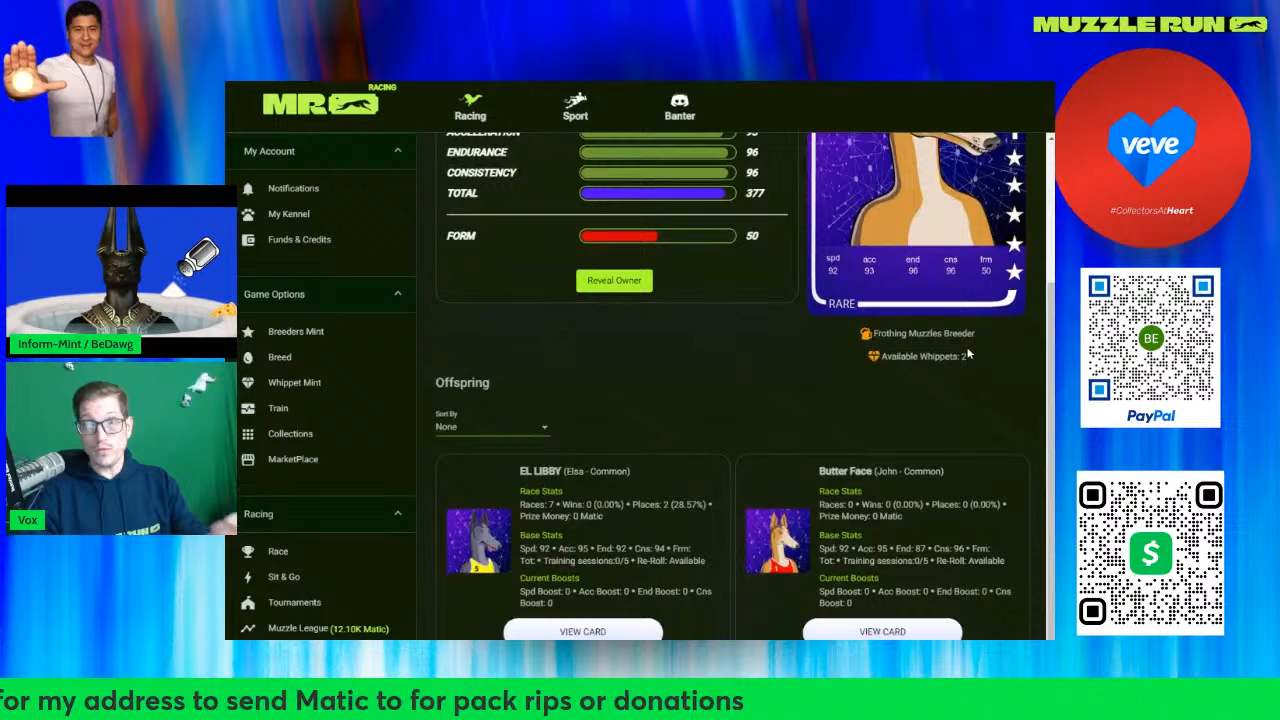 MUZZLE RUN
RACING
MR
Racing
Sport
Banter
My Account
Notifications
My Kennel
Funds & Credits
Game Options
Breeders Mint
Breed
Whippet Mint
Train
Collections
MarketPlace
Racing
Race
Sit & Go
Tournaments
Muzzle League (12.10K Matic)
ACCELERATION 93
ENDURANCE 96
CONSISTENCY 96
TOTAL 377
FORM 50
Reveal Owner
spd acc end cns frm
92 93 96 96 50
RARE
Frothing Muzzles Breeder
Available Whippets: 2
Offspring
Sort By
None
EL LIBBY (Elsa - Common)
Race Stats
Races: 7 • Wins: 0 (0.00%) • Places: 2 (28.57%) •
Prize Money: 0 Matic
Base Stats
Spd: 92 • Acc: 95 • End: 92 • Cns: 94 • Frm:
Tot: • Training sessions:0/5 • Re-Roll: Available
Current Boosts
Spd Boost: 0 • Acc Boost: 0 • End Boost: 0 • Cns
Boost: 0
VIEW CARD
Butter Face (John - Common)
Race Stats
Races: 0 • Wins: 0 (0.00%) • Places: 0 (0.00%) •
Prize Money: 0 Matic
Base Stats
Spd: 92 • Acc: 95 • End: 87 • Cns: 96 • Frm:
Tot: • Training sessions:0/5 • Re-Roll: Available
Current Boosts
Spd Boost: 0 • Acc Boost: 0 • End Boost: 0 • Cns
Boost: 0
VIEW CARD
Inform-Mint / BeDawg
Vox
veve
#CollectorsAtHeart
BE
PayPal
$
for my address to send Matic to for pack rips or donations